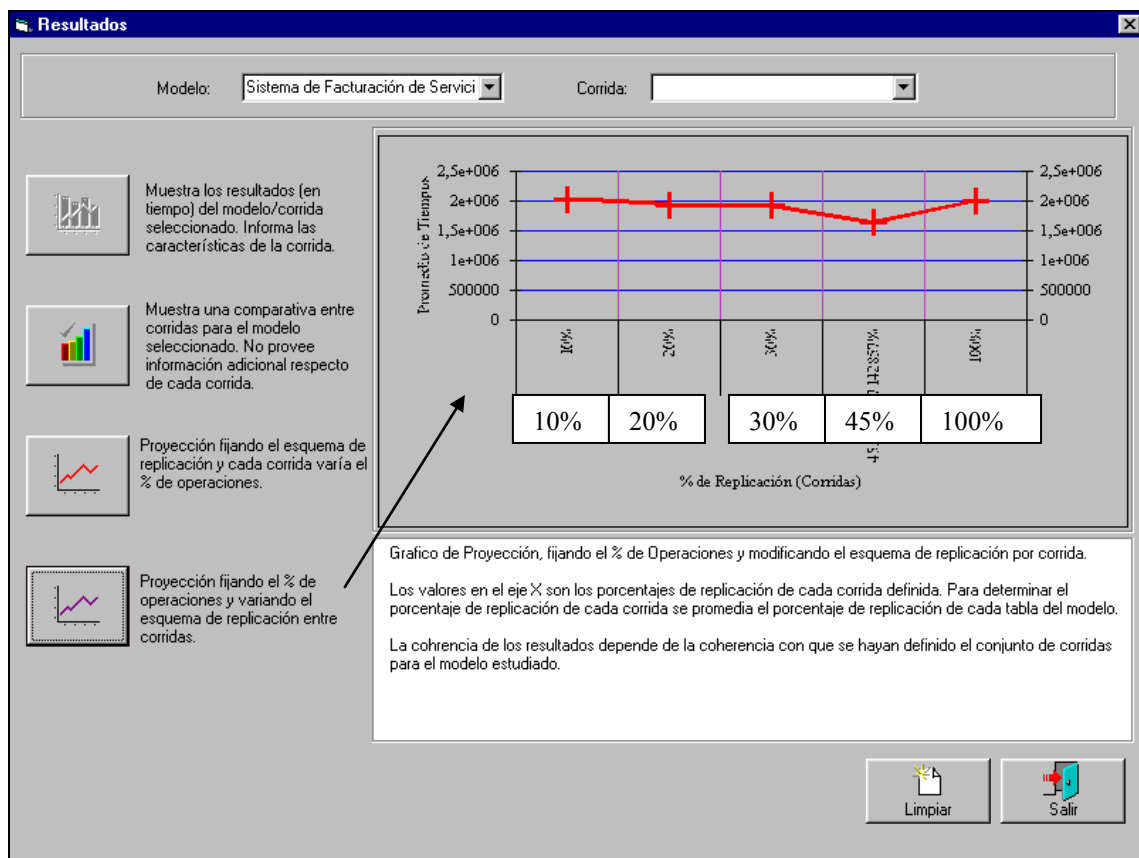 Resultados
Modelo:
Sistema de Facturación de Servici
Corrida:
Muestra los resultados (en
tiempo) del modelo/corrida
seleccionado. Informa las
características de la corrida.
Muestra una comparativa entre
corridas para el modelo
seleccionado. No provee
información adicional respecto
de cada corrida.
Proyección fijando el esquema de
replicación y cada corrida varía el
% de operaciones.
Proyección fijando el % de
operaciones y variando el
esquema de replicación entre
corridas.
Promedio de Tiempos
2,5e+006
2e+006
1,5e+006
1e+006
500000
0
2,5e+006
2e+006
1,5e+006
1e+006
500000
0
10%
20%
30%
100%
10%
20%
30%
45%
100%
% de Replicación (Corridas)
Grafico de Proyección, fijando el % de Operaciones y modificando el esquema de replicación por corrida.
Los valores en el eje X son los porcentajes de replicación de cada corrida definida. Para determinar el
porcentaje de replicación de cada corrida se promedia el porcentaje de replicación de cada tabla del modelo.
La cohrencia de los resultados depende de la coherencia con que se hayan definido el conjunto de corridas
para el modelo estudiado.
Limpiar
Salir